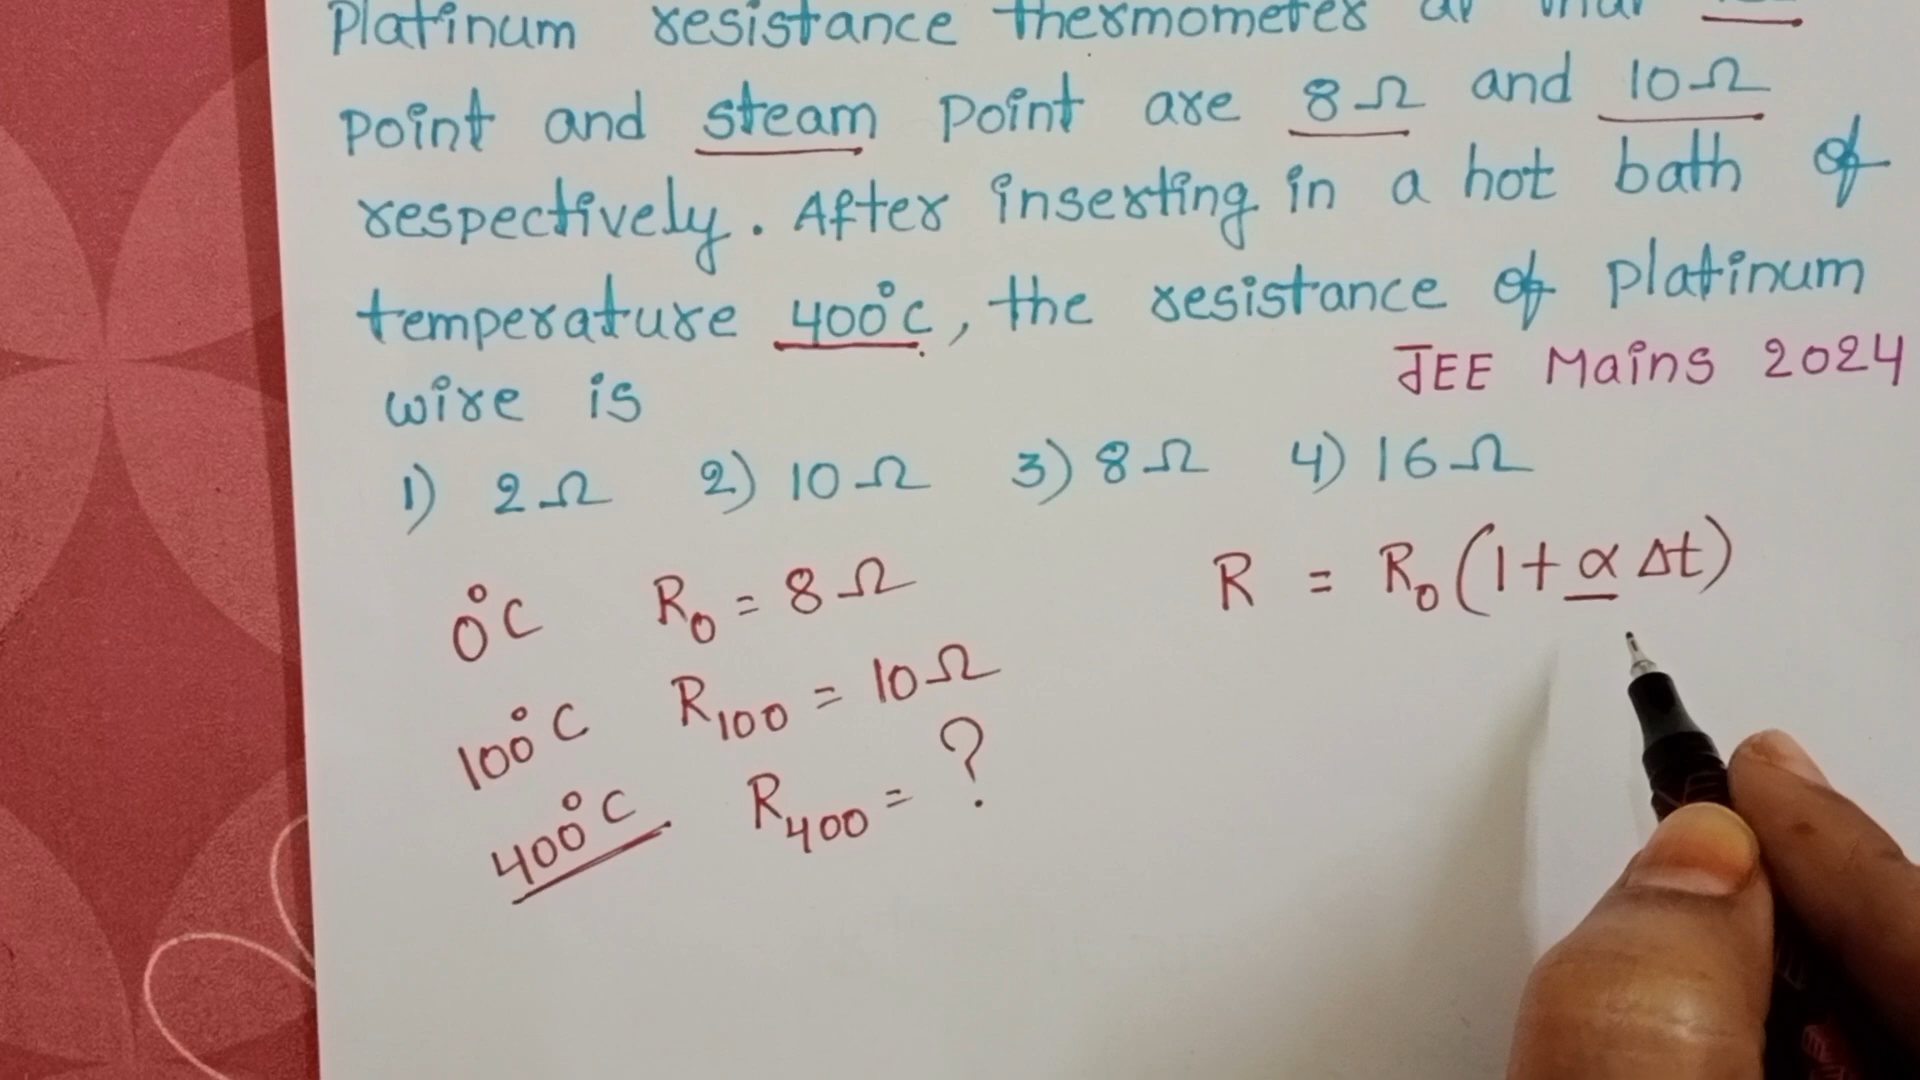 Platinum resistance thermometer at
point and steam point are 8Ω and 10Ω
respectively. After inserting in a hot bath of
temperature 400°C, the resistance of platinum
wire is
JEE Mains 2024
1) 2Ω 2) 10Ω 3) 8Ω 4) 16Ω
0°C R₀ = 8Ω
R = R₀(1+αΔt)
100°C R₁₀₀ = 10Ω
400°C R₄₀₀ = ?